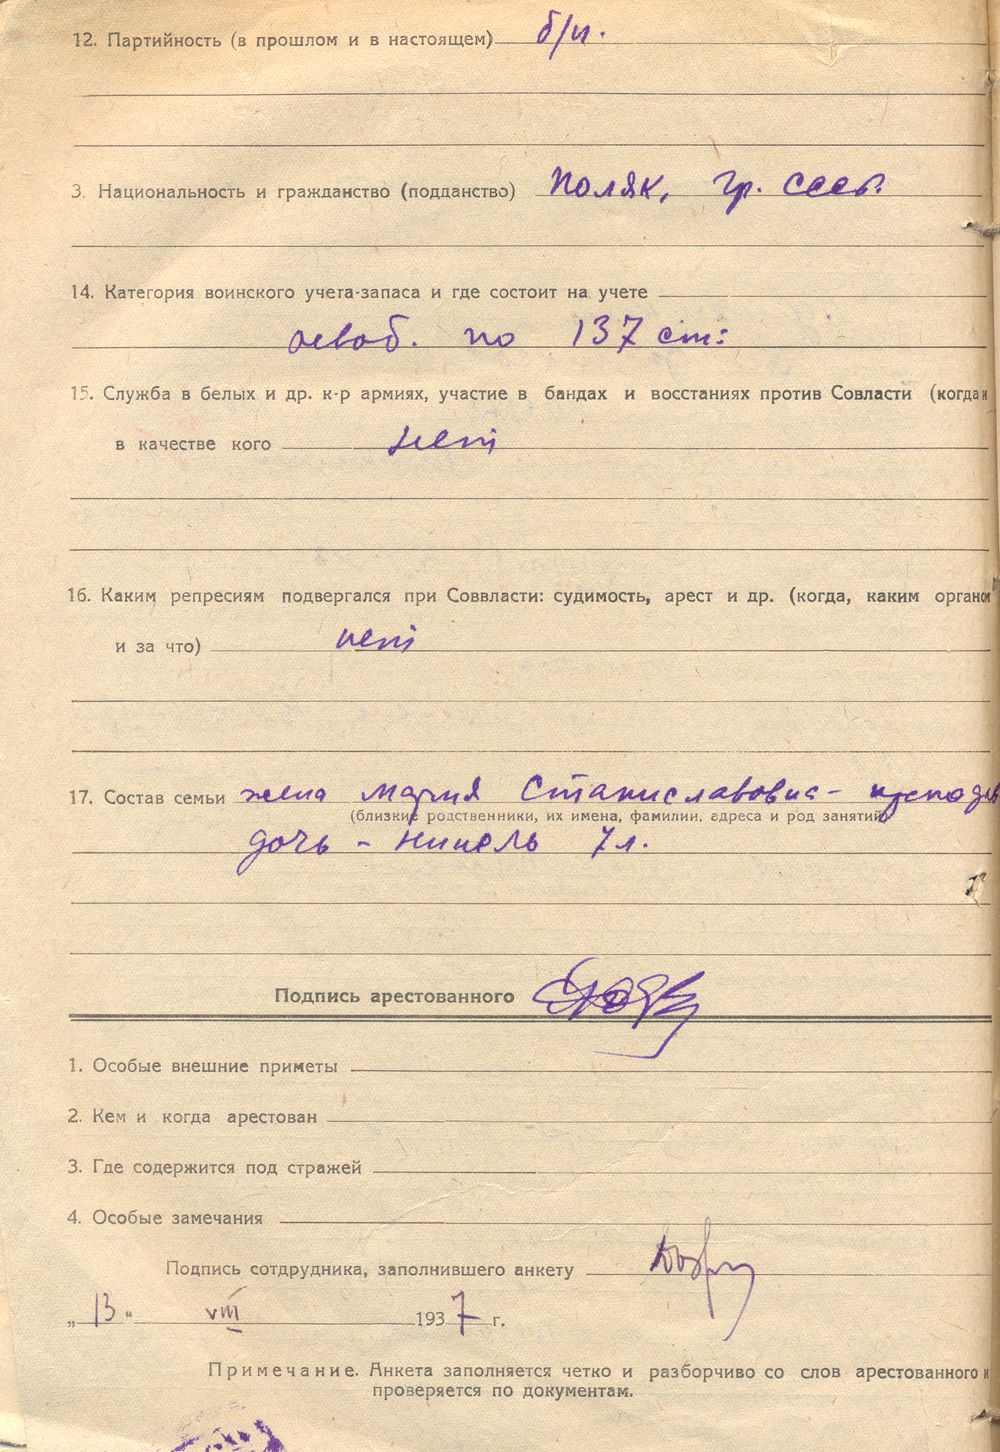 12. Партийность (в прошлом и в настоящем) б/п.
3. Национальность и гражданство (подданство) поляк, гр. СССР.
14. Категория воинского учета-запаса и где состоит на учете
освоб. по 137 ст:
15. Служба в белых и др. к-р армиях, участие в бандах и восстаниях против Совласти (когда и
в качестве кого нет
16. Каким репресиям подвергался при Соввласти: судимость, арест и др. (когда, каким органом
и за что) нет
17. Состав семьи жена Мария Станиславовна - преподав
(близкие родственники, их имена, фамилии, адреса и род занятий)
дочь - Нинель 7 л.
Подпись арестованного
1. Особые внешние приметы
2. Кем и когда арестован
3. Где содержится под стражей
4. Особые замечания
Подпись сотдрудника, заполнившего анкету
„13“ VIII 1937 г.
Примечание. Анкета заполняется четко и разборчиво со слов арестованного и
проверяется по документам.